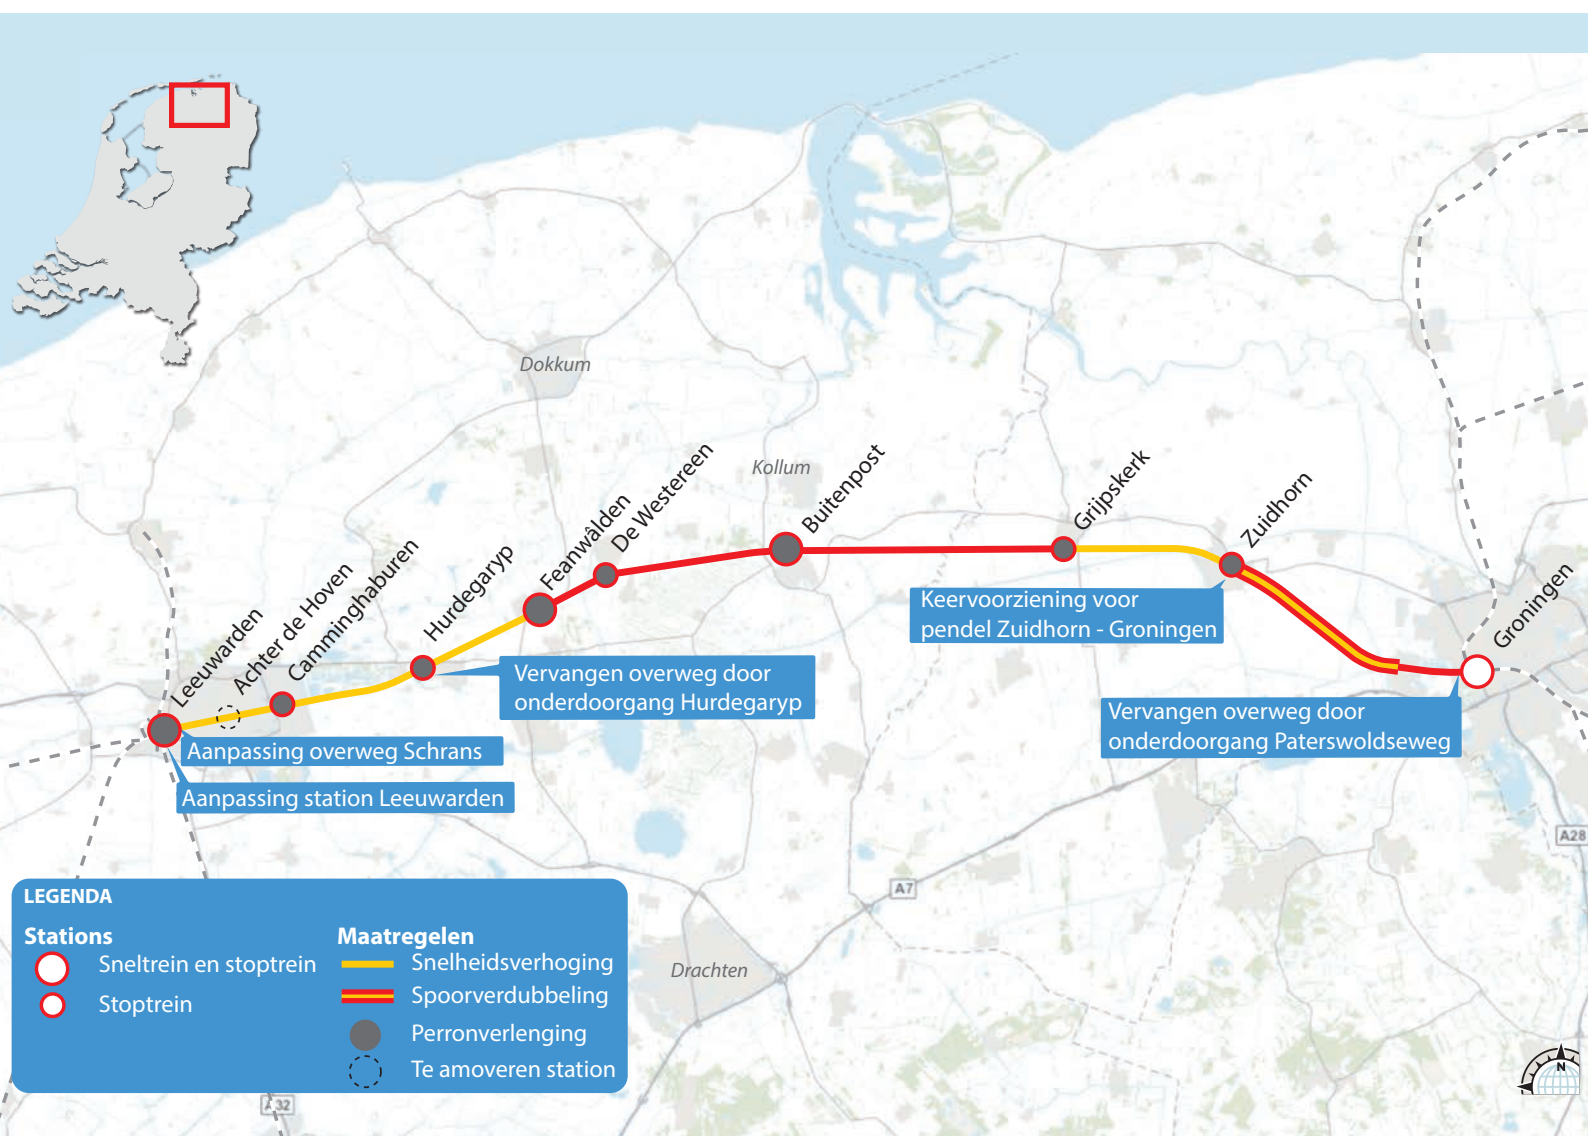 Dokkum
Kollum
Leeuwarden
Achter de Hoven
Camminghaburen
Hurdegaryp
Feanwâlden
De Westereen
Buitenpost
Grijpskerk
Zuidhorn
Groningen
Keervoorziening voor
pendel Zuidhorn - Groningen
Vervangen overweg door
onderdoorgang Hurdegaryp
Vervangen overweg door
onderdoorgang Paterswoldseweg
Aanpassing overweg Schrans
Aanpassing station Leeuwarden
A28
A7
Drachten
LEGENDA
Stations
Sneltrein en stoptrein
Stoptrein
Maatregelen
Snelheidsverhoging
Spoorverdubbeling
Perronverlenging
Te amoveren station
A32
N